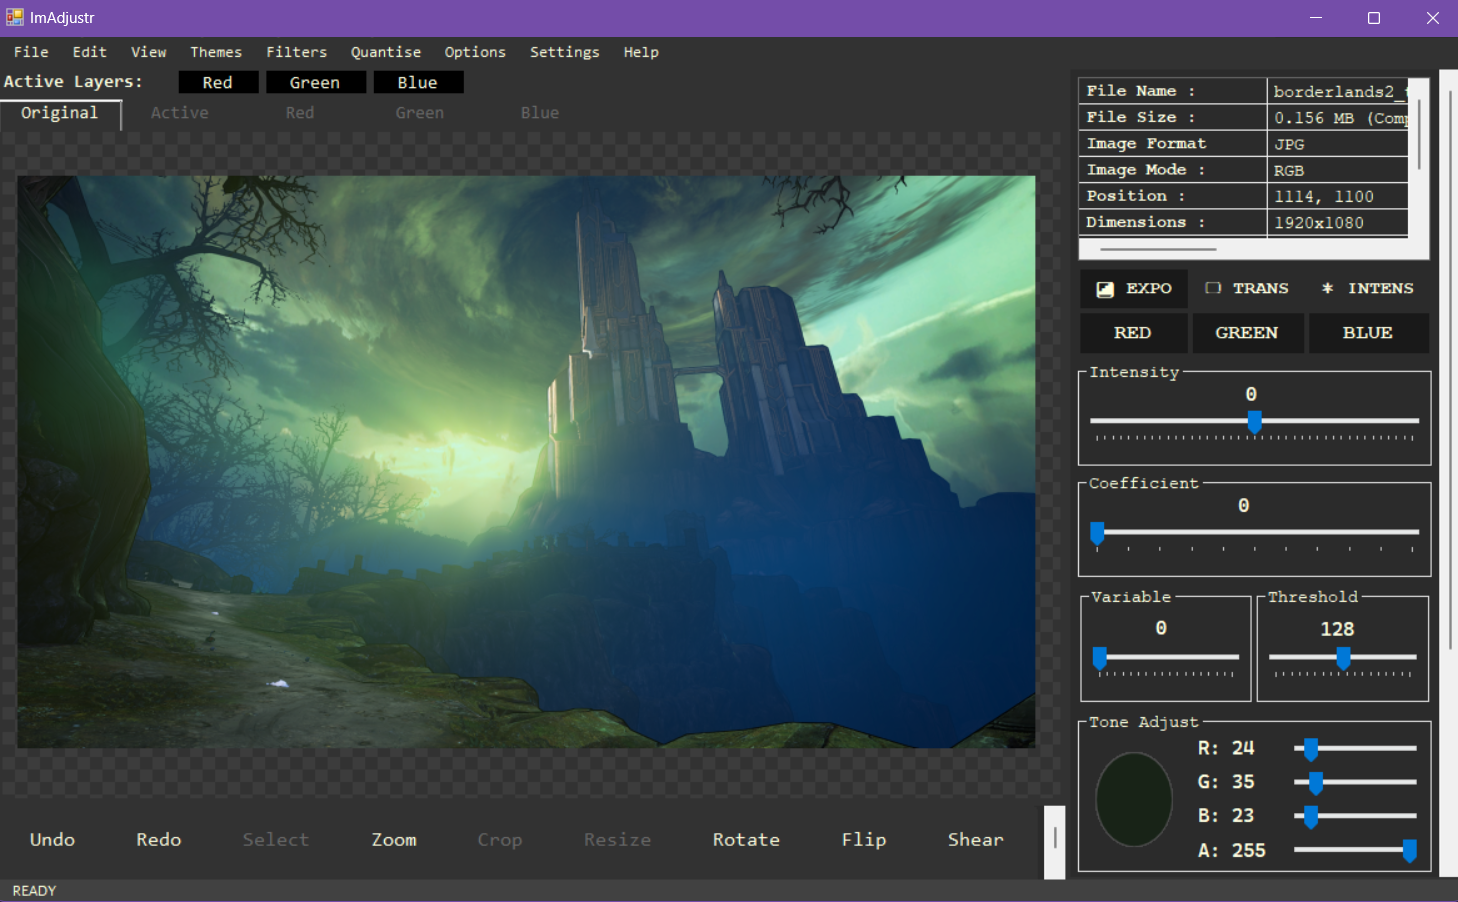 ImAdjustr
File Edit View Themes Filters Quantise Options Settings Help
Active Layers: Red Green Blue
Original Active Red Green Blue
File Name : borderlands2_
File Size : 0.156 MB (Comp
Image Format JPG
Image Mode : RGB
Position : 1114, 1100
Dimensions : 1920x1080
EXPO TRANS INTENS
RED GREEN BLUE
Intensity
0
Coefficient
0
Variable Threshold
0 128
Tone Adjust
R: 24
G: 35
B: 23
A: 255
Undo Redo Select Zoom Crop Resize Rotate Flip Shear
READY